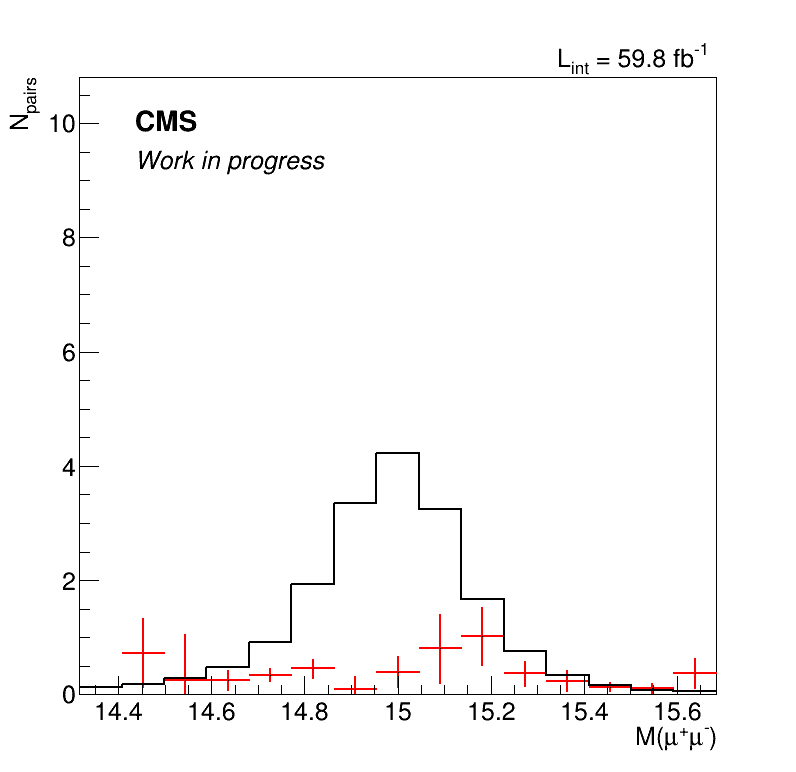 L_int = 59.8 fb^-1
N_pairs
CMS
Work in progress
10
8
6
4
2
0
14.4 14.6 14.8 15 15.2 15.4 15.6
M(μ⁺μ⁻)